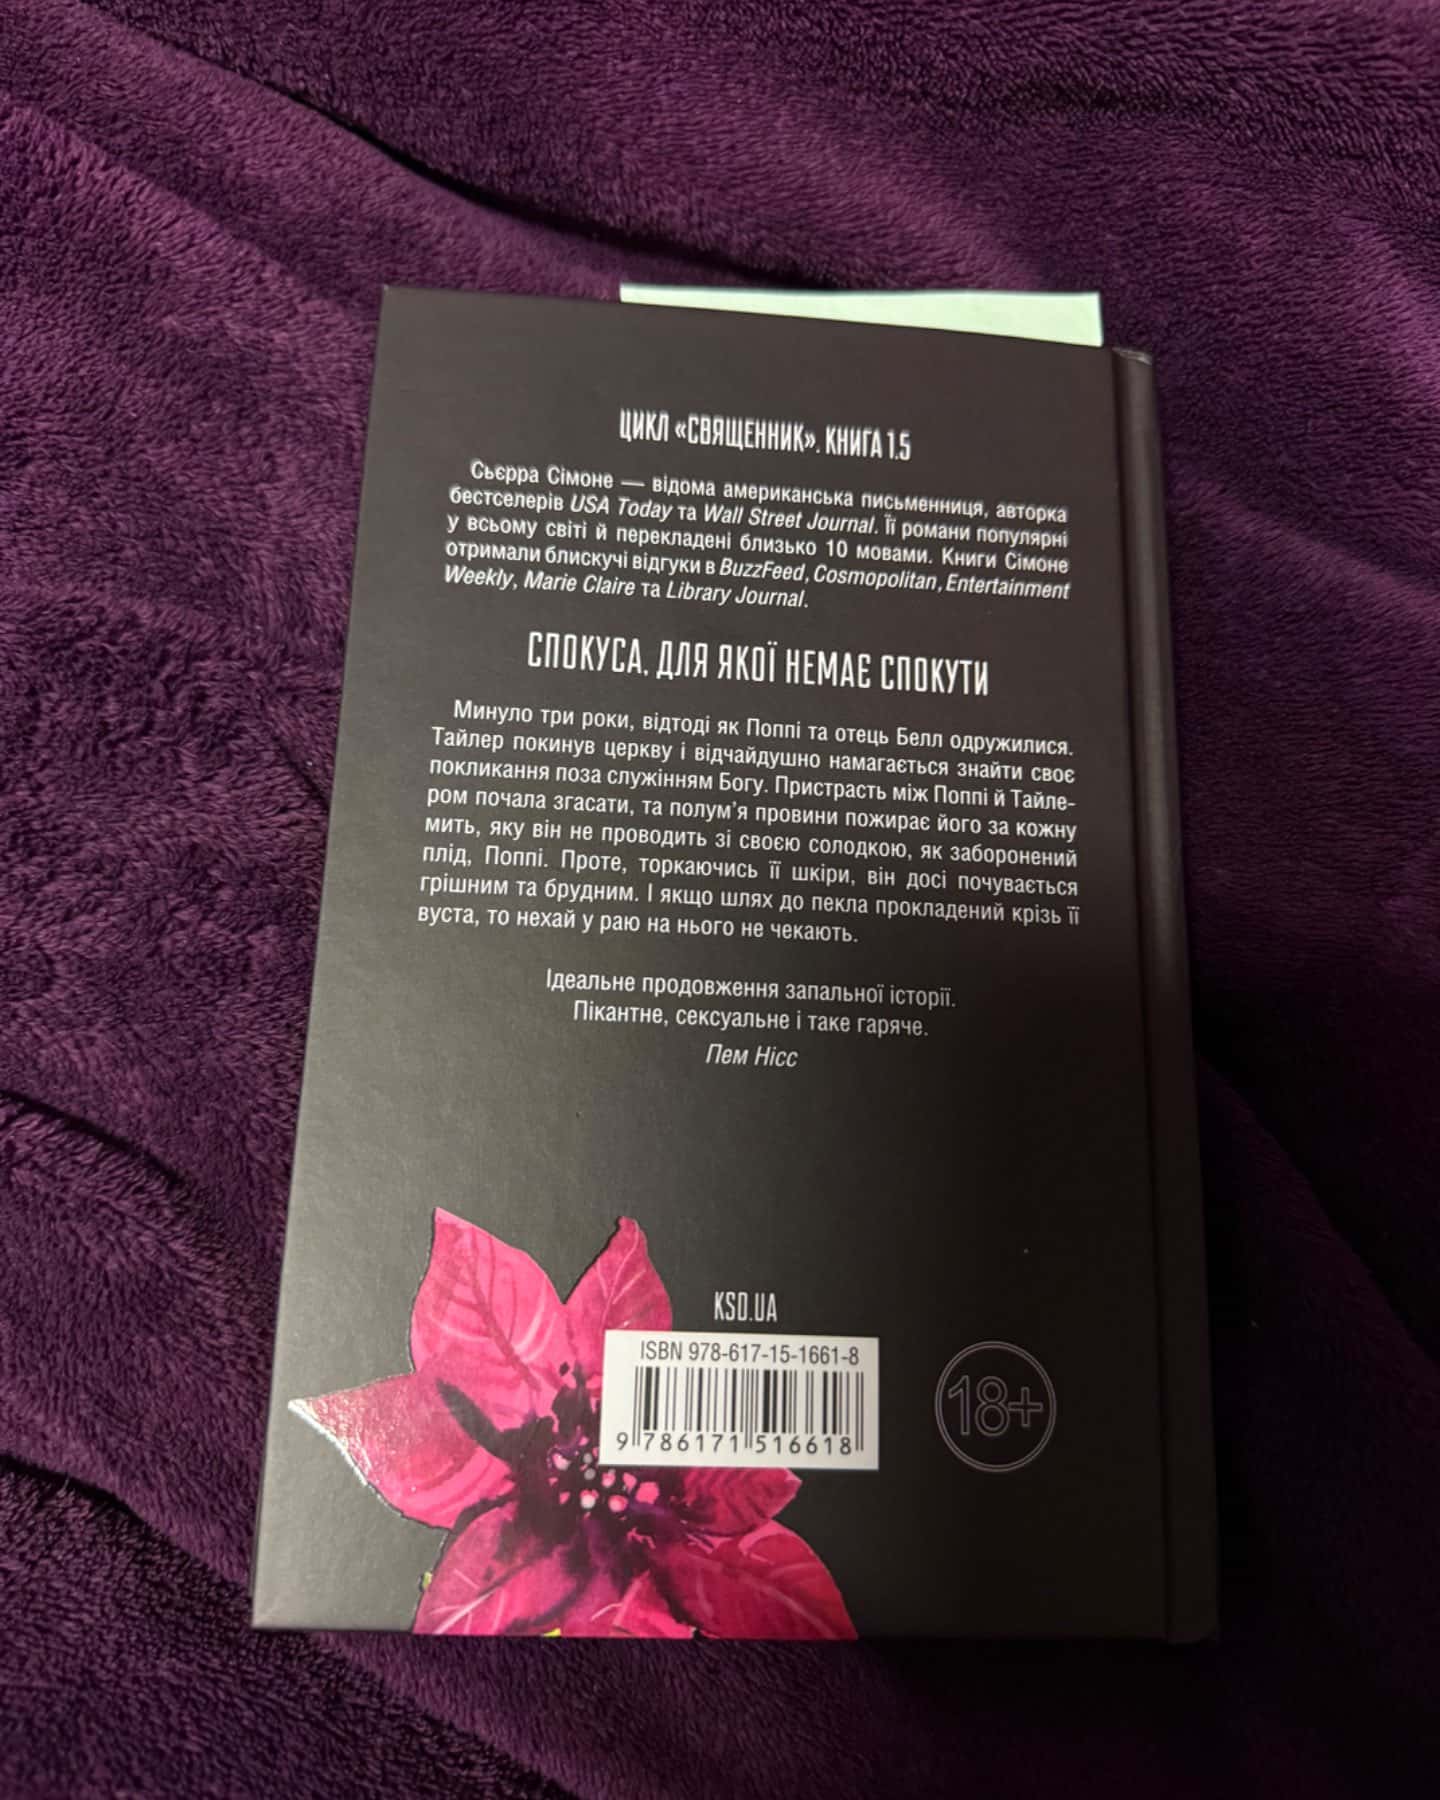 ЦИКЛ «СВЯЩЕННИК». КНИГА 1.5
Сьєрра Сімоне — відома американська письменниця, авторка
бестселерів USA Today та Wall Street Journal. Її романи популярні
у всьому світі й перекладені близько 10 мовами. Книги Сімоне
отримали блискучі відгуки в BuzzFeed, Cosmopolitan, Entertainment
Weekly, Marie Claire та Library Journal.
СПОКУСА, ДЛЯ ЯКОЇ НЕМАЄ СПОКУТИ
Минуло три роки, відтоді як Поппі та отець Белл одружилися.
Тайлер покинув церкву і відчайдушно намагається знайти своє
покликання поза служінням Богу. Пристрасть між Поппі й Тайле-
ром почала згасати, та полум’я провини пожирає його за кожну
мить, яку він не проводить зі своєю солодкою, як заборонений
плід, Поппі. Проте, торкаючись її шкіри, він досі почувається
грішним та брудним. І якщо шлях до пекла прокладений крізь її
вуста, то нехай у раю на нього не чекають.
Ідеальне продовження запальної історії.
Пікантне, сексуальне і таке гаряче.
Пем Нісс
KSD.UA
ISBN 978-617-15-1661-8
9 786171 516618
18+